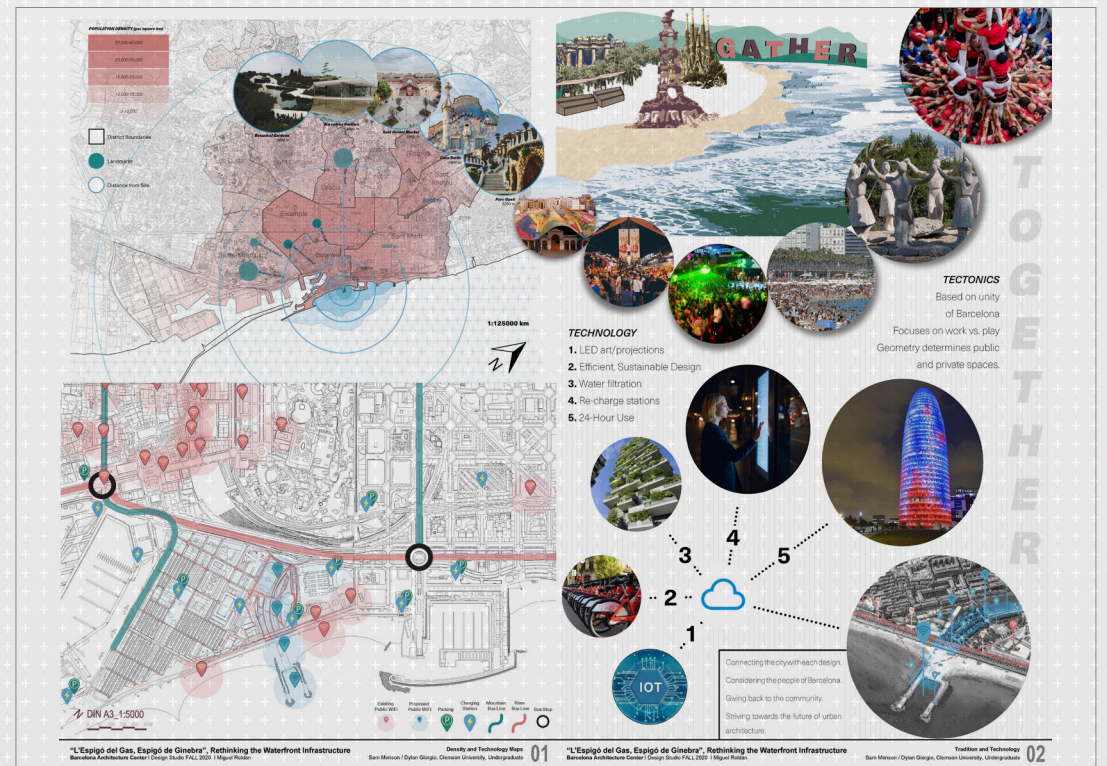 POPULATION DENSITY (per square km)
District Boundaries
Landmarks
Distance from Site
Botanical Gardens
Sant Antoni Market
Casa Batlló
Parc Güell
Gràcia
Example
Sant Martí
1:125000 km
N
GATHER
TOGETHER
TECTONICS
Based on unity
of Barcelona
Focuses on work vs. play
Geometry determines public
and private spaces.
TECHNOLOGY
1. LED art/projections
2. Efficient, Sustainable Design
3. Water filtration
4. Re-charge stations
5. 24-Hour Use
1
2
3
4
5
IOT
Connecting the city with each design.
Considering the people of Barcelona.
Giving back to the community.
Striving towards the future of urban
architecture.
P
P
P
P
P
P
P
P
N DIN A3_1:5000
Existing
Public WiFi
Proposed
Public WiFi
Parking
Charging
Station
Mountain
Bus Line
River
Bus Line
Bus Stop
"L'Espigó del Gas, Espigó de Ginebra", Rethinking the Waterfront Infrastructure
Barcelona Architecture Center I Design Studio FALL 2020 I Miguel Roldán
Density and Technology Maps
Sam Monson / Dylan Giorgio, Clemson University, Undergraduate
01
"L'Espigó del Gas, Espigó de Ginebra", Rethinking the Waterfront Infrastructure
Barcelona Architecture Center I Design Studio FALL 2020 I Miguel Roldán
Tradition and Technology
Sam Monson / Dylan Giorgio, Clemson University, Undergraduate
02